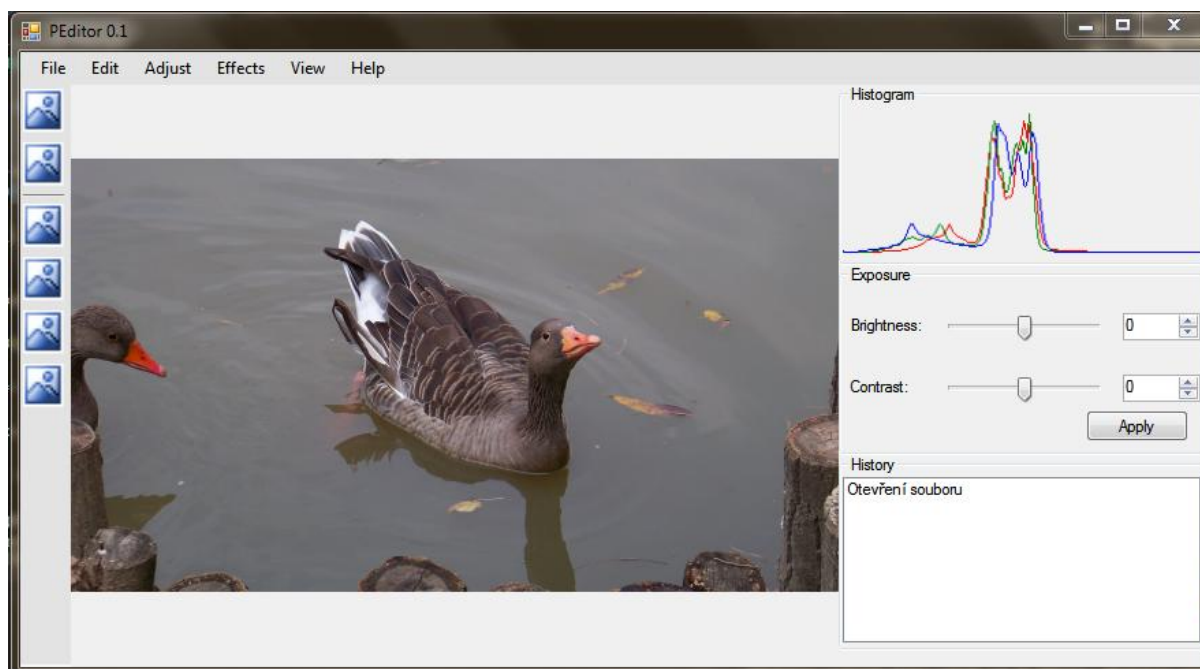 PEditor 0.1
File Edit Adjust Effects View Help
Histogram
Exposure
Brightness: 0
Contrast: 0
Apply
History
Otevření souboru